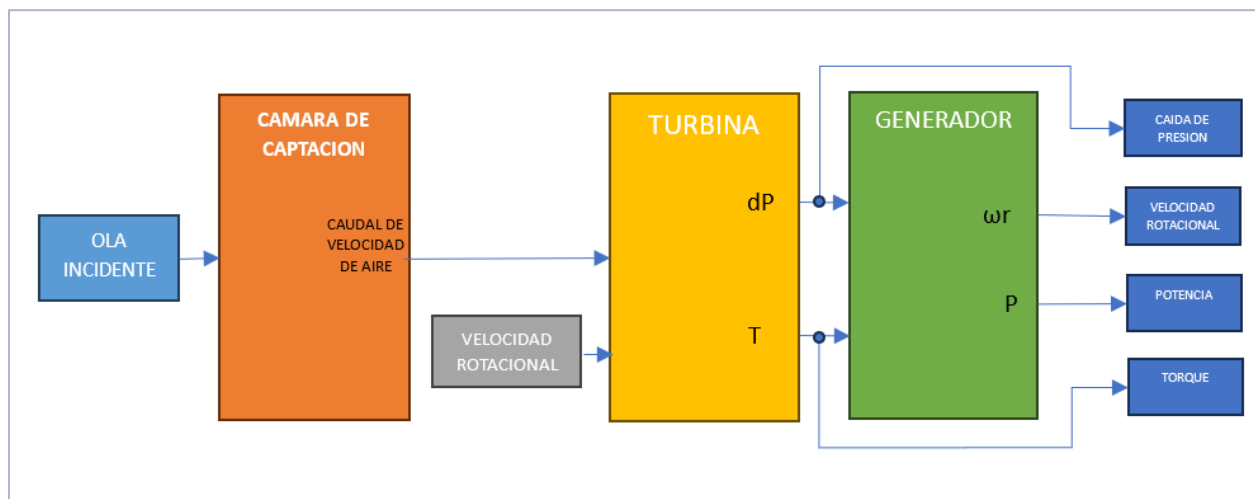 OLA
INCIDENTE
CAMARA DE
CAPTACION
CAUDAL DE
VELOCIDAD
DE AIRE
VELOCIDAD
ROTACIONAL
TURBINA
dP
T
GENERADOR
ωr
P
CAIDA DE
PRESION
VELOCIDAD
ROTACIONAL
POTENCIA
TORQUE